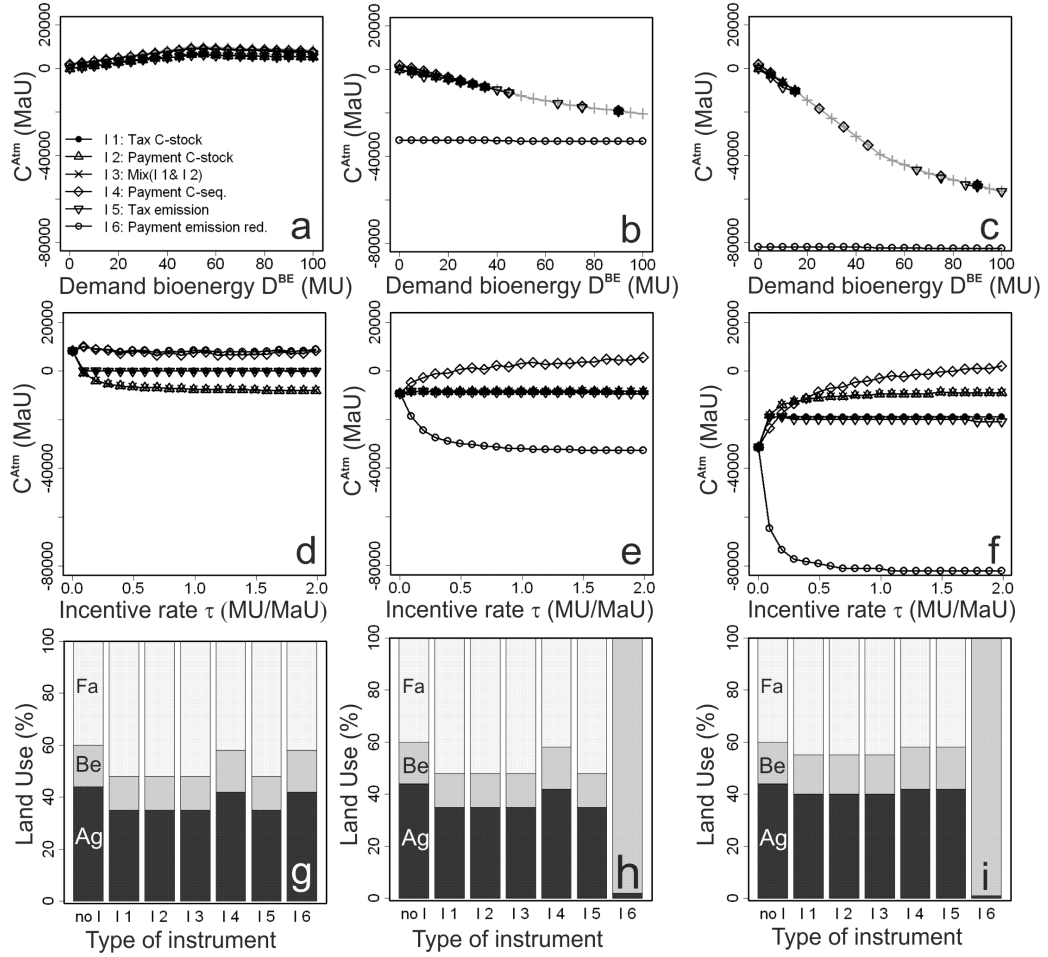 20000
0
-40000
-80000
C^Atm (MaU)
I 1: Tax C-stock
I 2: Payment C-stock
I 3: Mix(I 1& I 2)
I 4: Payment C-seq.
I 5: Tax emission
I 6: Payment emission red.
a
0 20 40 60 80 100
Demand bioenergy D^BE (MU)
20000
0
-40000
-80000
C^Atm (MaU)
b
0 20 40 60 80 100
Demand bioenergy D^BE (MU)
20000
0
-40000
-80000
C^Atm (MaU)
c
0 20 40 60 80 100
Demand bioenergy D^BE (MU)
20000
0
-40000
-80000
C^Atm (MaU)
d
0.0 0.5 1.0 1.5 2.0
Incentive rate τ (MU/MaU)
20000
0
-40000
-80000
C^Atm (MaU)
e
0.0 0.5 1.0 1.5 2.0
Incentive rate τ (MU/MaU)
20000
0
-40000
-80000
C^Atm (MaU)
f
0.0 0.5 1.0 1.5 2.0
Incentive rate τ (MU/MaU)
100
80
60
40
20
0
Land Use (%)
Fa
Be
Ag
g
no I I 1 I 2 I 3 I 4 I 5 I 6
Type of instrument
100
80
60
40
20
0
Land Use (%)
Fa
Be
Ag
h
no I I 1 I 2 I 3 I 4 I 5 I 6
Type of instrument
100
80
60
40
20
0
Land Use (%)
Fa
Be
Ag
i
no I I 1 I 2 I 3 I 4 I 5 I 6
Type of instrument